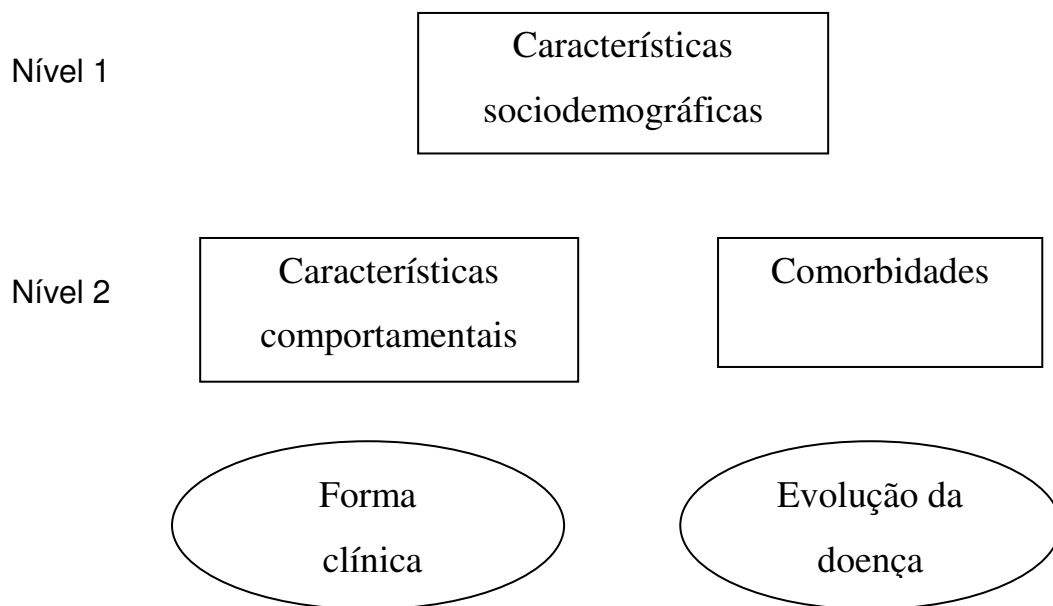 Nível 1
Características
sociodemográficas
Nível 2
Características
comportamentais
Comorbidades
Forma
clínica
Evolução da
doença